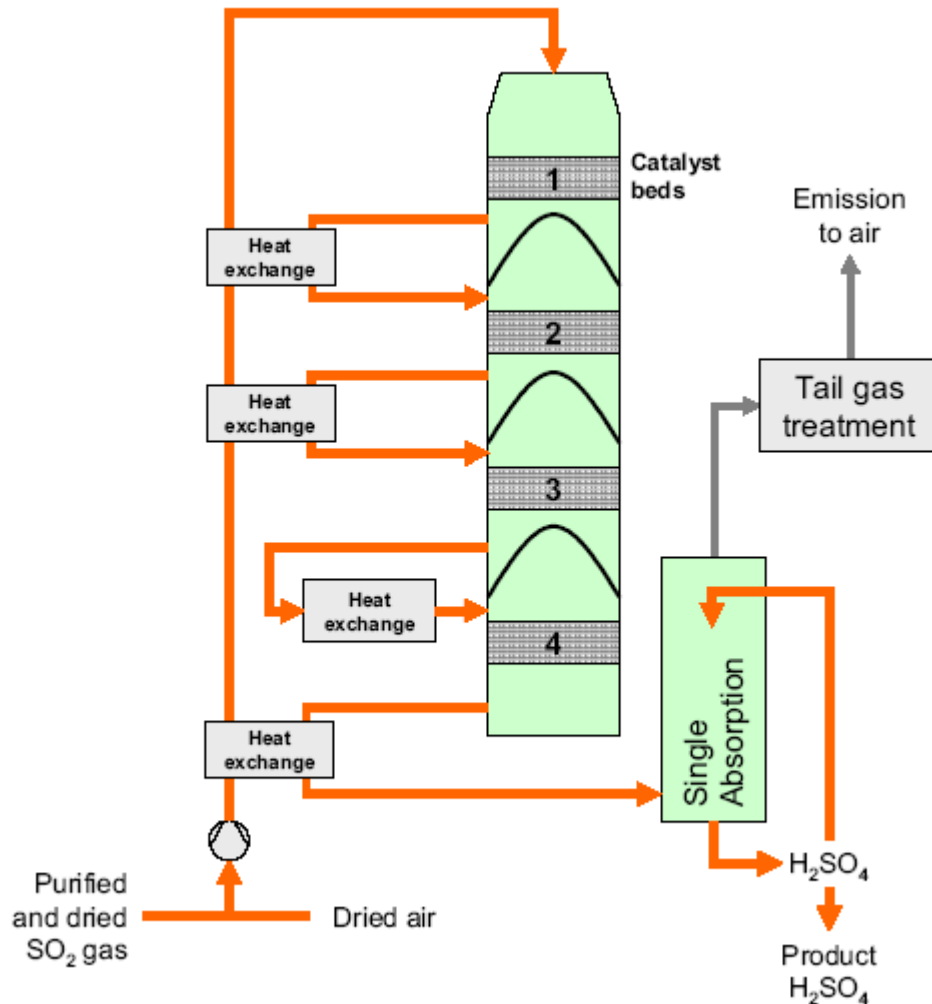 1
Catalyst
beds
Heat
exchange
2
Heat
exchange
3
Heat
exchange
4
Heat
exchange
Emission
to air
Tail gas
treatment
Single
Absorption
Purified
and dried
SO₂ gas
Dried air
H₂SO₄
Product
H₂SO₄